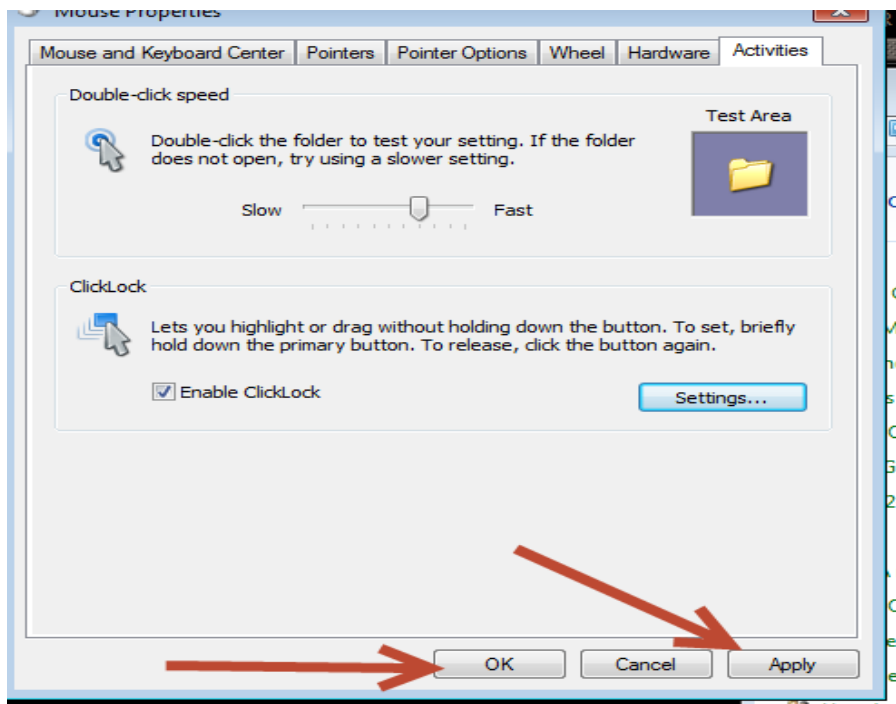 Mouse Properties
Mouse and Keyboard Center Pointers Pointer Options Wheel Hardware Activities
Double-click speed
Test Area
Double-click the folder to test your setting. If the folder
does not open, try using a slower setting.
Slow Fast
ClickLock
Lets you highlight or drag without holding down the button. To set, briefly
hold down the primary button. To release, click the button again.
Enable ClickLock
Settings...
OK Cancel Apply